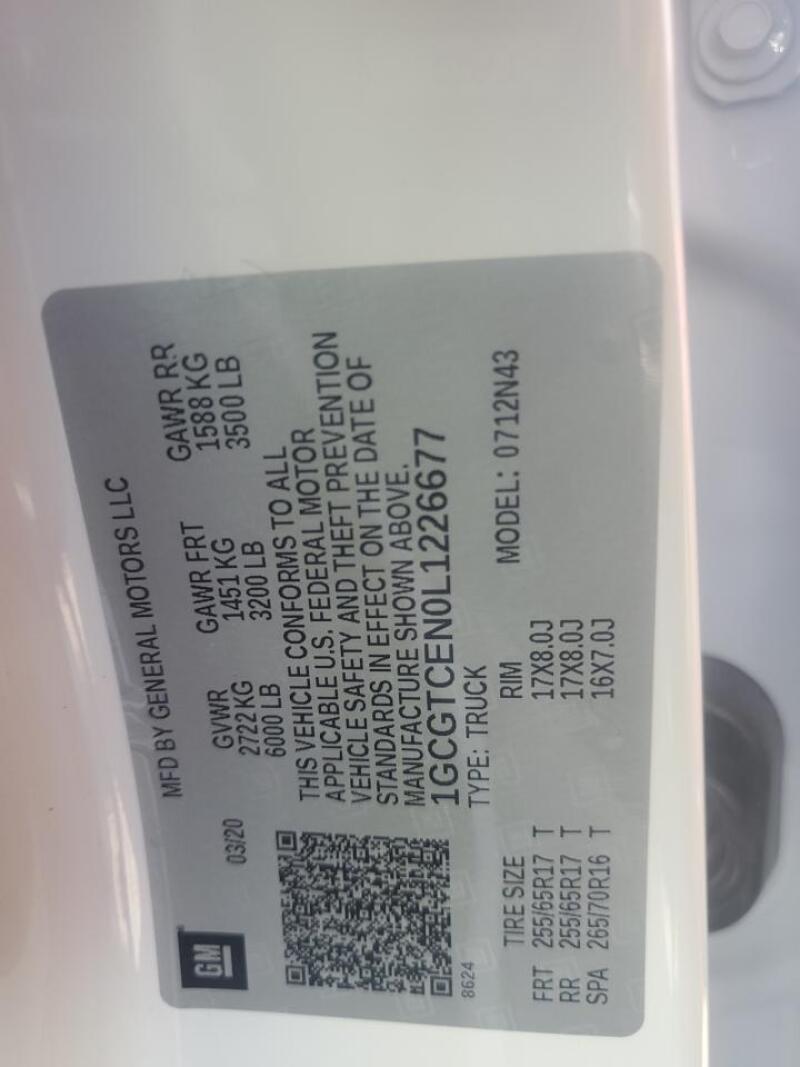 GM
03/20
MFD BY GENERAL MOTORS LLC
GVWR GAWR FRT GAWR RR
2722 KG 1451 KG 1588 KG
6000 LB 3200 LB 3500 LB
THIS VEHICLE CONFORMS TO ALL
APPLICABLE U.S. FEDERAL MOTOR
VEHICLE SAFETY AND THEFT PREVENTION
STANDARDS IN EFFECT ON THE DATE OF
MANUFACTURE SHOWN ABOVE.
1GCGTCEN0L1226677
8624
TYPE: TRUCK
MODEL: 0712N43
TIRE SIZE RIM
FRT 255/65R17 T 17X8.0J
RR 255/65R17 T 17X8.0J
SPA 265/70R16 T 16X7.0J